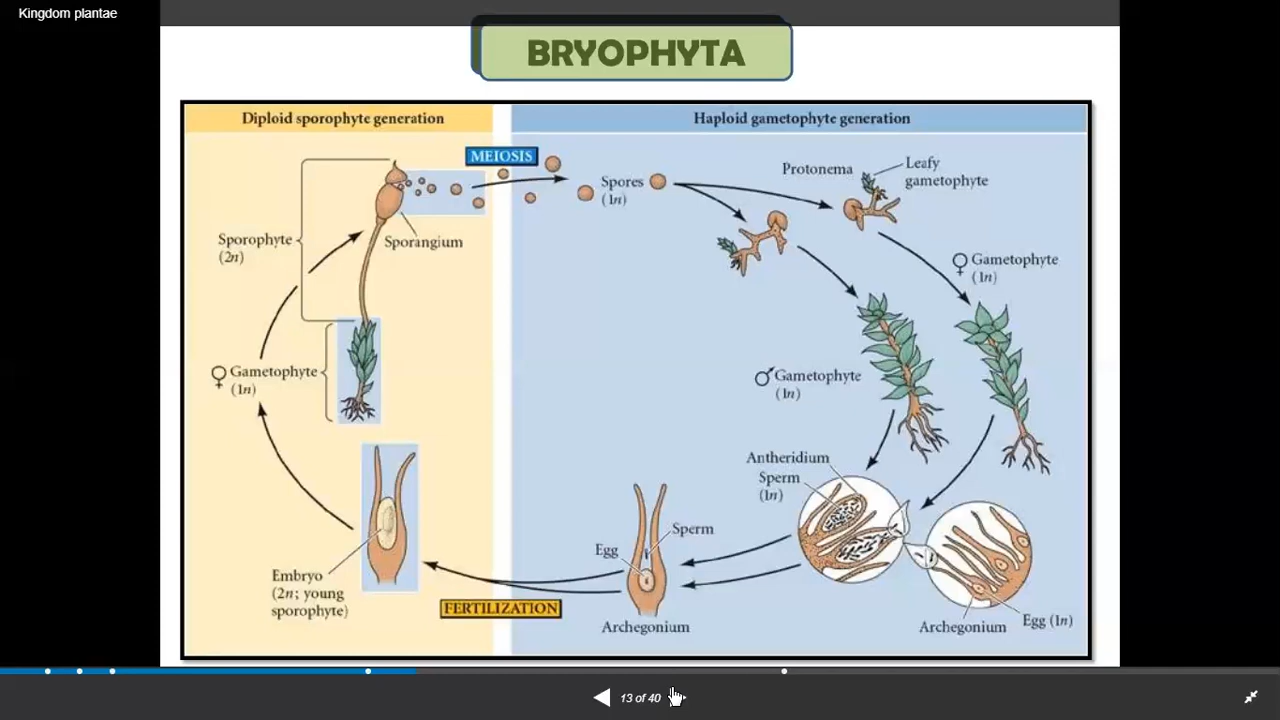 Kingdom plantae
BRYOPHYTA
Diploid sporophyte generation
Haploid gametophyte generation
MEIOSIS
Spores
(1n)
Protonema
Leafy
gametophyte
Sporophyte
(2n)
Sporangium
♀ Gametophyte
(1n)
♀ Gametophyte
(1n)
♂ Gametophyte
(1n)
Antheridium
Sperm
(1n)
Sperm
Egg
Embryo
(2n; young
sporophyte)
FERTILIZATION
Archegonium
Archegonium
Egg (1n)
13 of 40